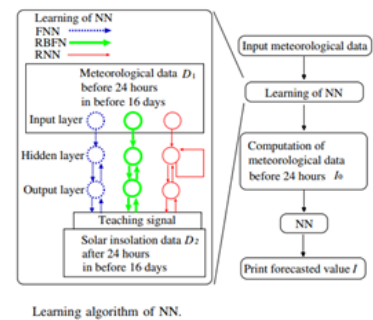 Learning of NN
FNN
RBFN
RNN
Meteorological data D1
before 24 hours
in before 16 days
Input layer
Hidden layer
Output layer
Teaching signal
Solar insolation data D2
after 24 hours
in before 16 days
Input meteorological data
Learning of NN
Computation of
meteorological data
before 24 hours I0
NN
Print forecasted value I
Learning algorithm of NN.